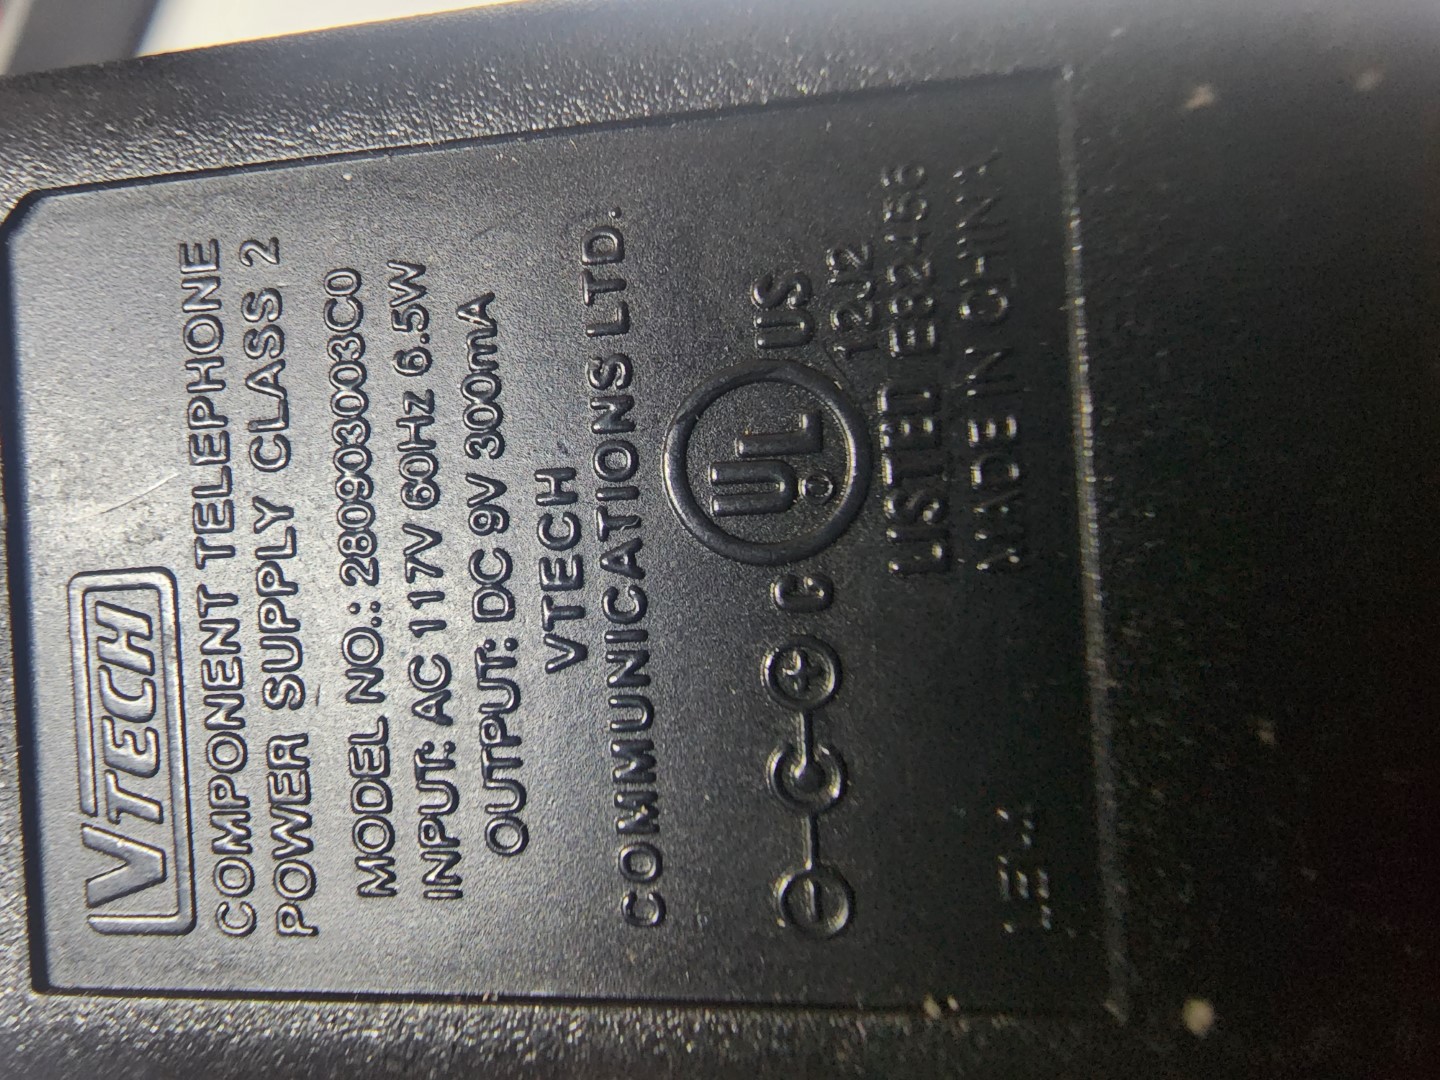 VTECH
COMPONENT TELEPHONE
POWER SUPPLY CLASS 2
MODEL NO.: 280903003C0
INPUT: AC 117V 60Hz 6.5W
OUTPUT: DC 9V 300mA
VTECH
COMMUNICATIONS LTD.
C UL US
12J2
LISTED E82456
MADE IN CHINA